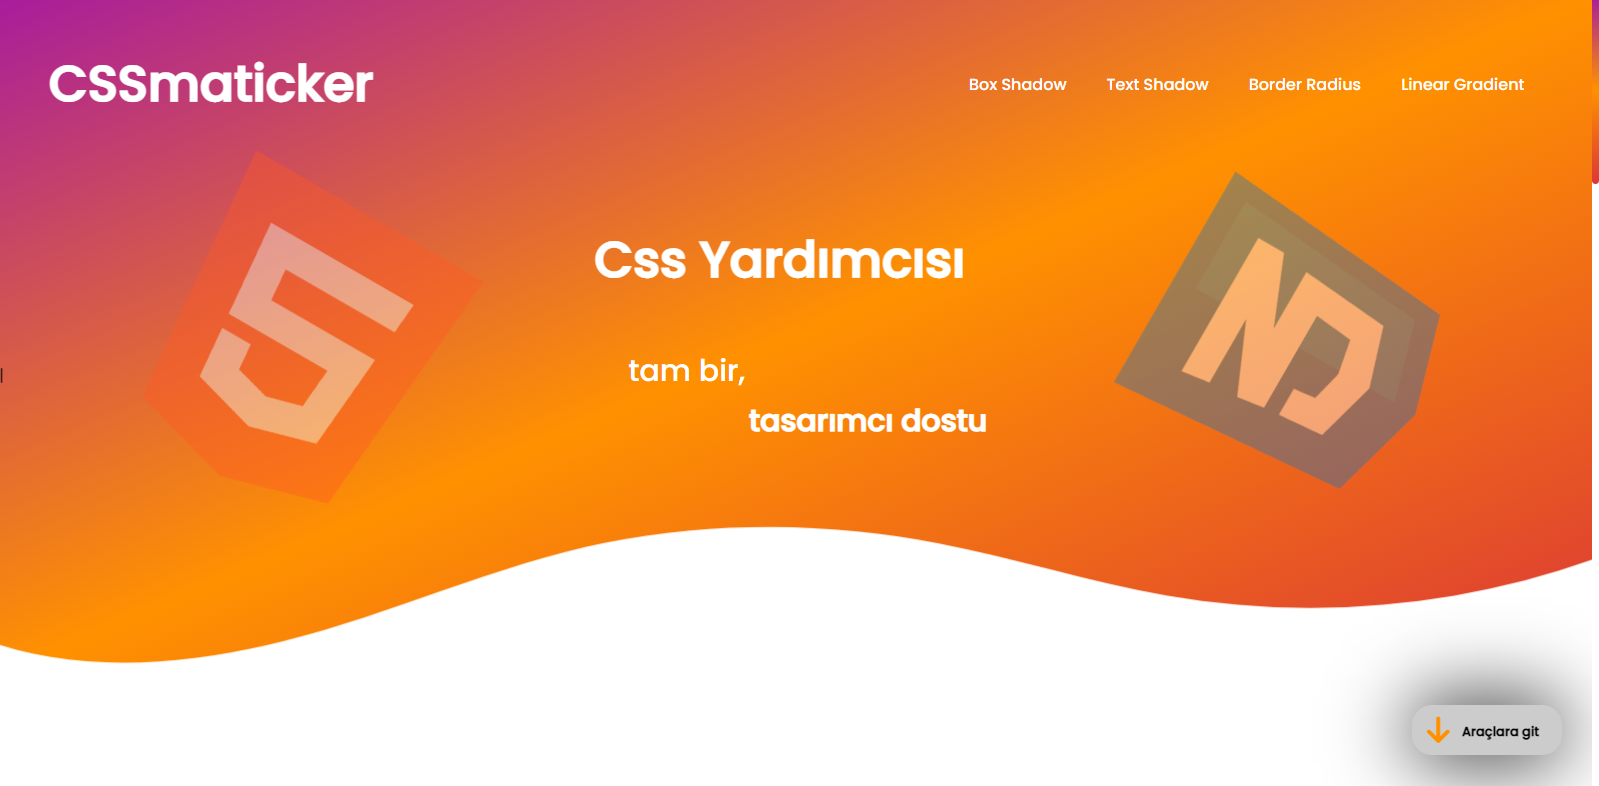 CSSmaticker
Box Shadow Text Shadow Border Radius Linear Gradient
Css Yardımcısı
tam bir,
tasarımcı dostu
Araçlara git